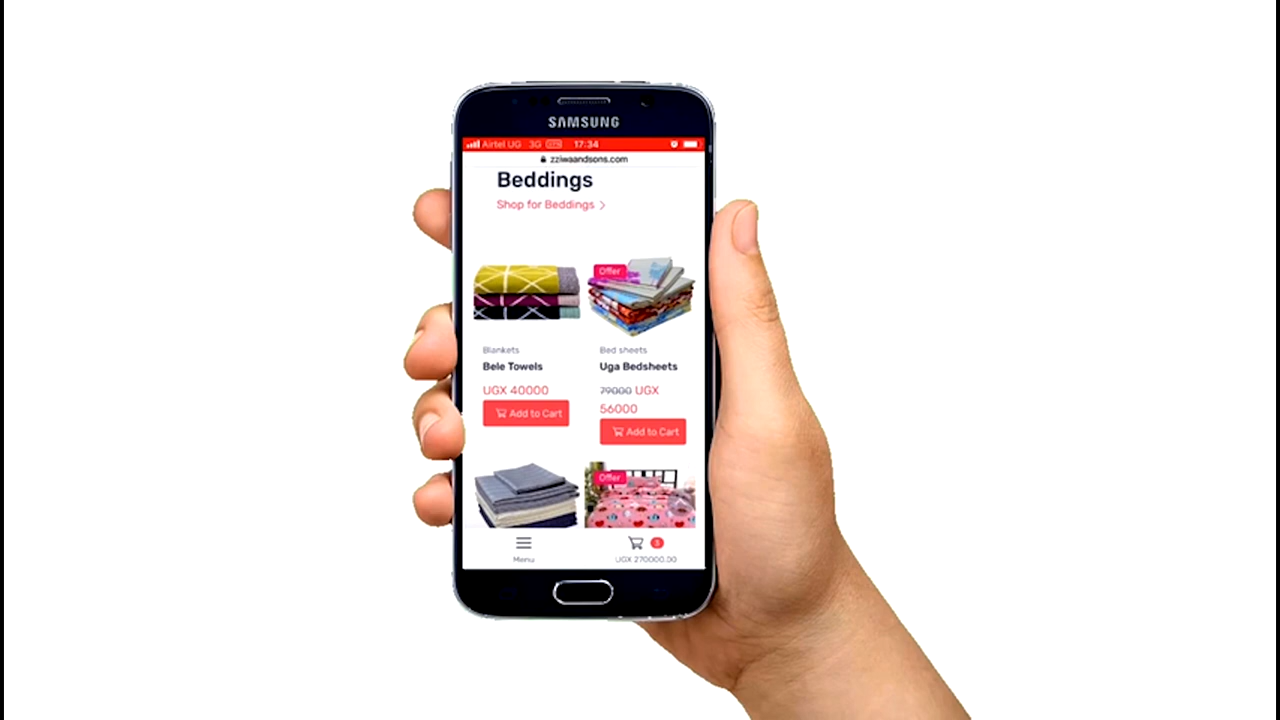 SAMSUNG
Airtel UG 3G 17:34
zziwaandsons.com
Beddings
Shop for Beddings >
Offer
Blankets
Bed sheets
Bele Towels
Uga Bedsheets
UGX 40000
79000 UGX
56000
Add to Cart
Add to Cart
Offer
3
Menu
UGX 270000.00